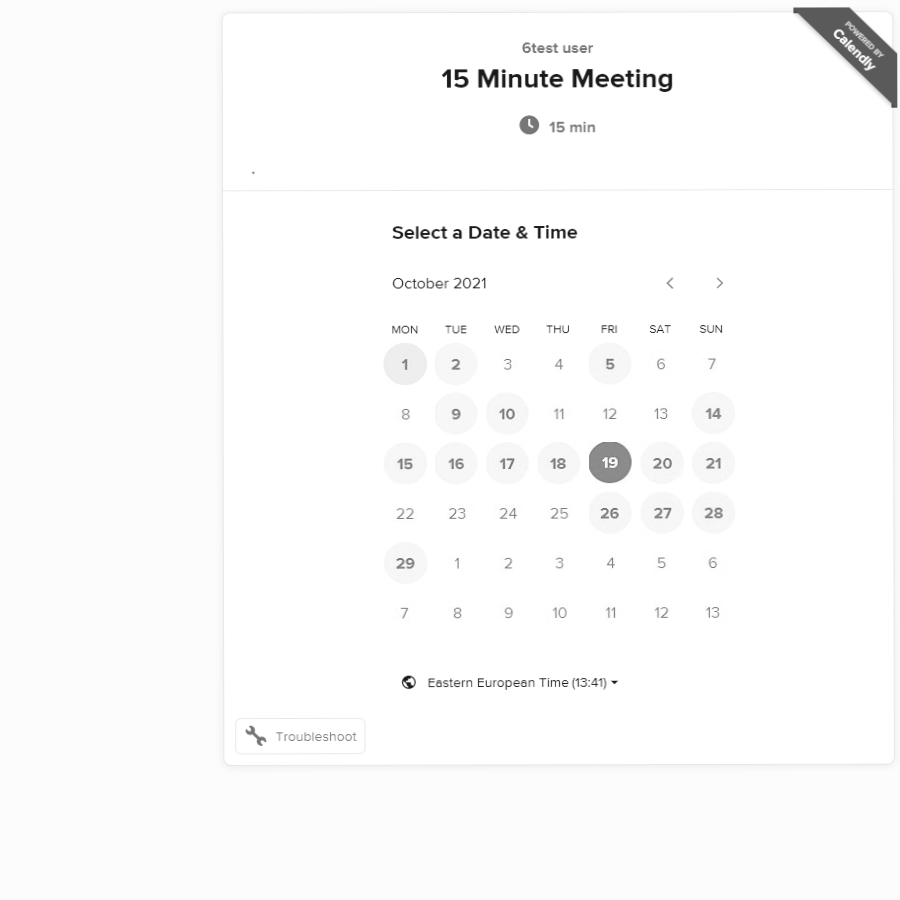 POWERED BY
Calendly
6test user
15 Minute Meeting
15 min
.
Select a Date & Time
October 2021
MON TUE WED THU FRI SAT SUN
1 2 3 4 5 6 7
8 9 10 11 12 13 14
15 16 17 18 19 20 21
22 23 24 25 26 27 28
29 1 2 3 4 5 6
7 8 9 10 11 12 13
Eastern European Time (13:41)
Troubleshoot